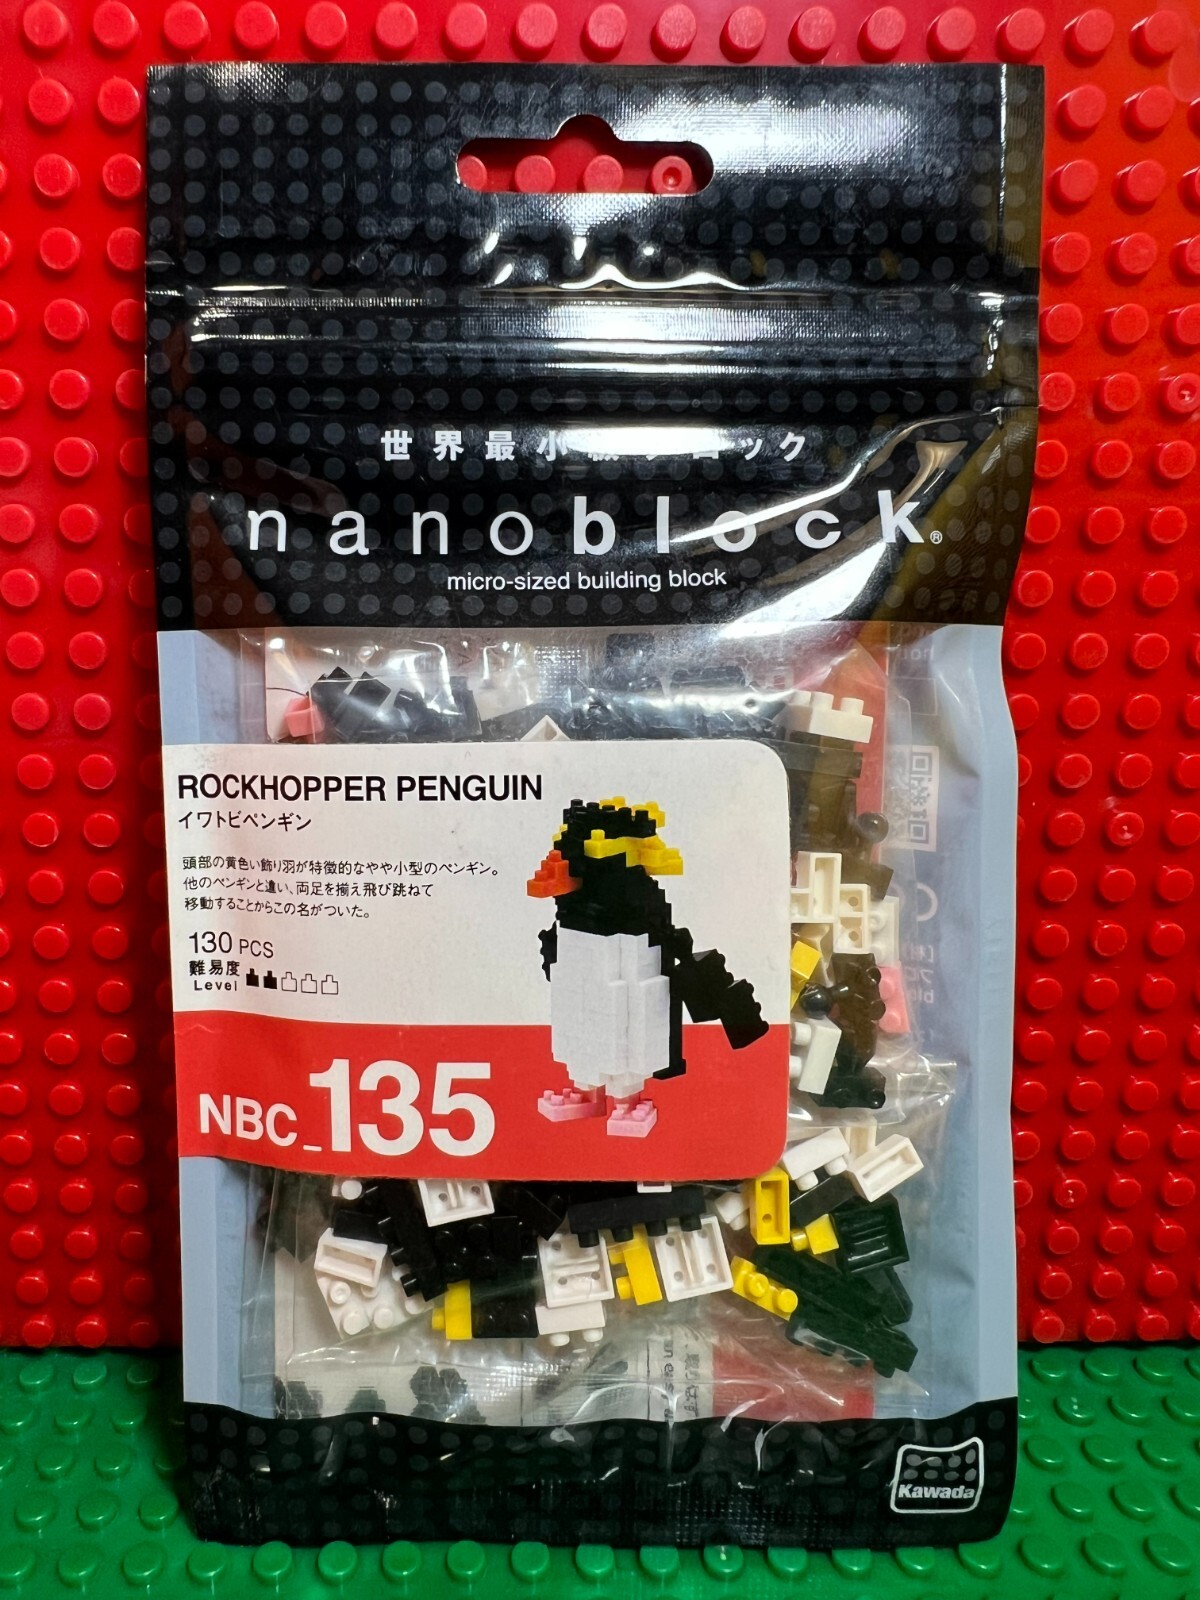 世界最小級ブロック
nanoblock®
micro-sized building block
ROCKHOPPER PENGUIN
イワトビペンギン
頭部の黄色い飾り羽が特徴的なやや小型のペンギン。
他のペンギンと違い、両足を揃え飛び跳ねて
移動することからこの名がついた。
130 PCS
難易度
Level
NBC_135
Kawada